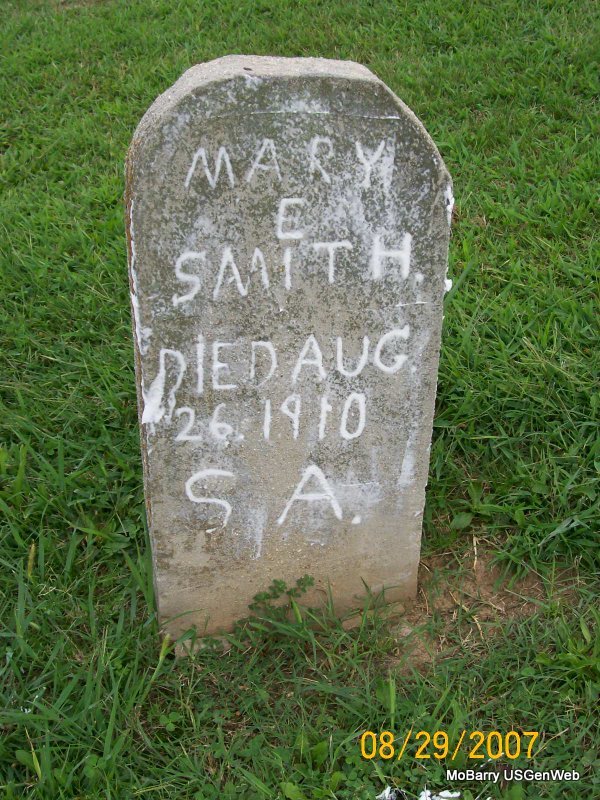 MARY
E
SMITH.
DIED AUG.
26. 1910
S A.
08/29/2007
MoBarry USGenWeb